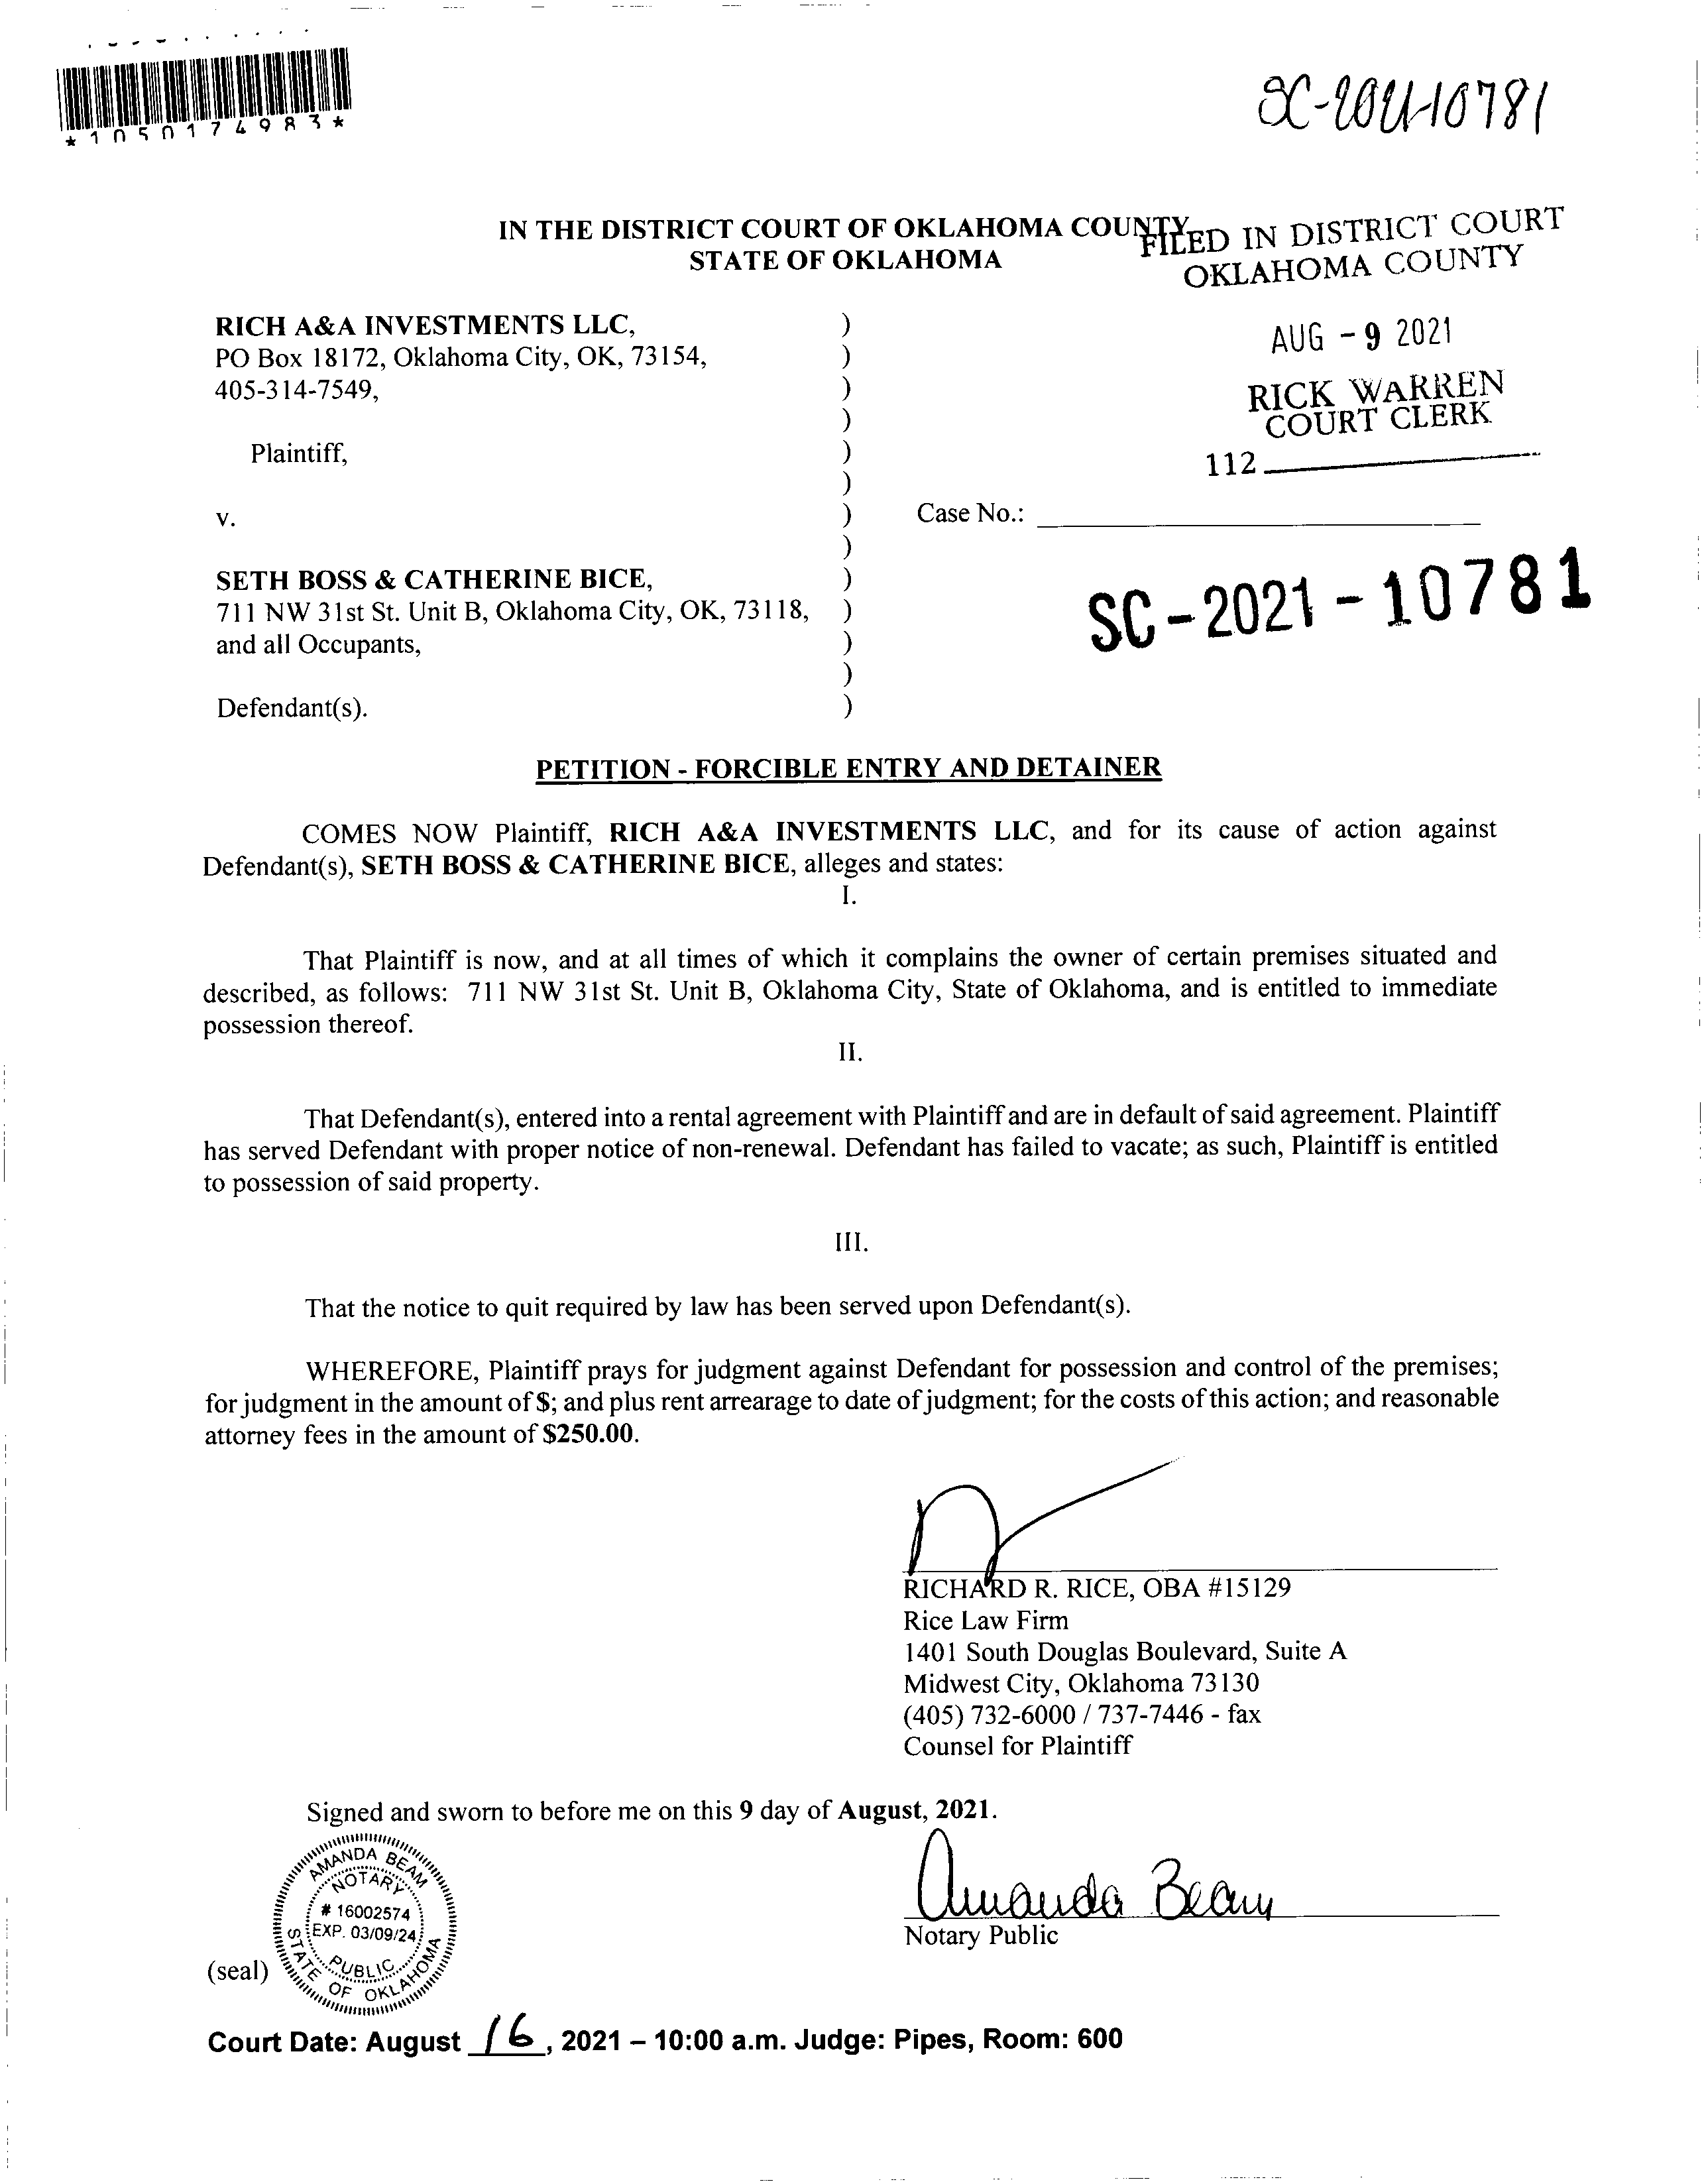 *1050174983*
SC-2021-10781
IN THE DISTRICT COURT OF OKLAHOMA COUNTY
STATE OF OKLAHOMA
FILED IN DISTRICT COURT
OKLAHOMA COUNTY
AUG - 9 2021
RICK WARREN
COURT CLERK
112
RICH A&A INVESTMENTS LLC, )
PO Box 18172, Oklahoma City, OK, 73154, )
405-314-7549, )
)
Plaintiff, )
)
v. ) Case No.:
)
SETH BOSS & CATHERINE BICE, )
711 NW 31st St. Unit B, Oklahoma City, OK, 73118, )
and all Occupants, )
)
Defendant(s). )
SC-2021-10781
PETITION - FORCIBLE ENTRY AND DETAINER
COMES NOW Plaintiff, RICH A&A INVESTMENTS LLC, and for its cause of action against
Defendant(s), SETH BOSS & CATHERINE BICE, alleges and states:
I.
That Plaintiff is now, and at all times of which it complains the owner of certain premises situated and
described, as follows: 711 NW 31st St. Unit B, Oklahoma City, State of Oklahoma, and is entitled to immediate
possession thereof.
II.
That Defendant(s), entered into a rental agreement with Plaintiff and are in default of said agreement. Plaintiff
has served Defendant with proper notice of non-renewal. Defendant has failed to vacate; as such, Plaintiff is entitled
to possession of said property.
III.
That the notice to quit required by law has been served upon Defendant(s).
WHEREFORE, Plaintiff prays for judgment against Defendant for possession and control of the premises;
for judgment in the amount of $; and plus rent arrearage to date of judgment; for the costs of this action; and reasonable
attorney fees in the amount of $250.00.
RICHARD R. RICE, OBA #15129
Rice Law Firm
1401 South Douglas Boulevard, Suite A
Midwest City, Oklahoma 73130
(405) 732-6000 / 737-7446 - fax
Counsel for Plaintiff
Signed and sworn to before me on this 9 day of August, 2021.
AMANDA BEAM
NOTARY
# 16002574
EXP. 03/09/24
PUBLIC
STATE OF OKLAHOMA
Amanda Beam
Notary Public
(seal)
Court Date: August 16, 2021 – 10:00 a.m. Judge: Pipes, Room: 600